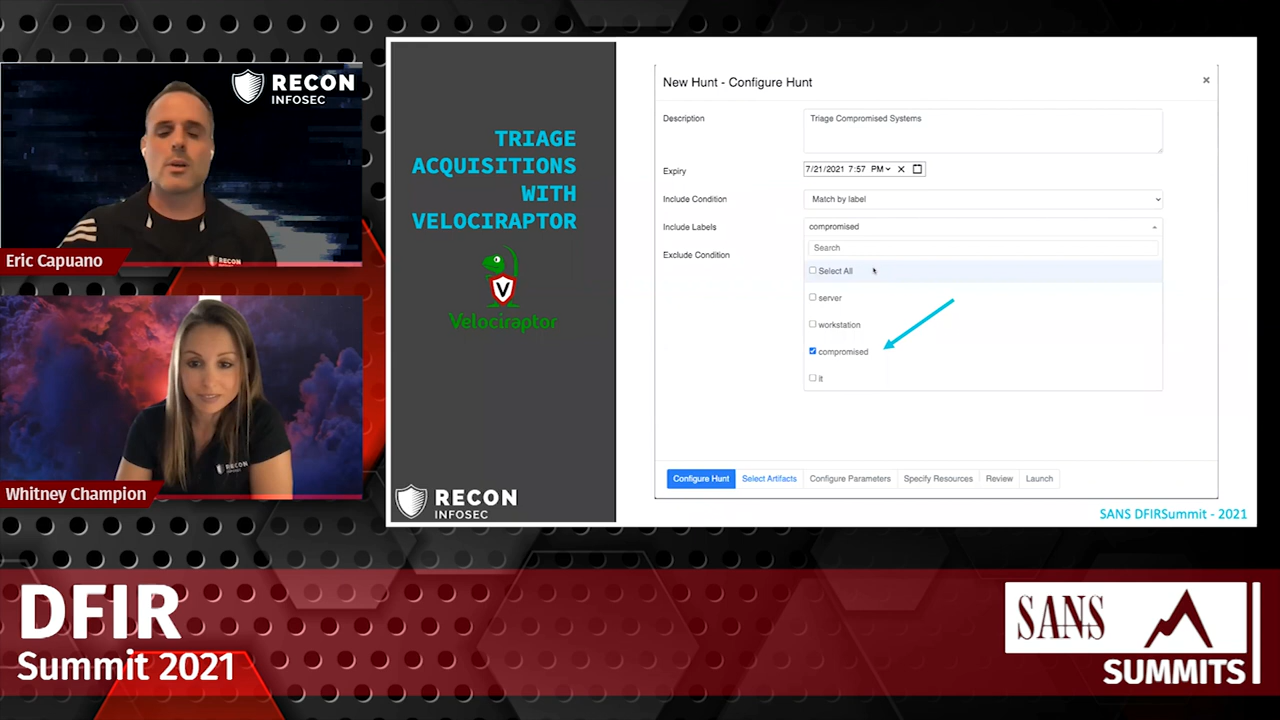 RECON
INFOSEC
Eric Capuano
RECON
Whitney Champion
RECON
INFOSEC
TRIAGE
ACQUISITIONS
WITH
VELOCIRAPTOR
V
Velociraptor
RECON
INFOSEC
New Hunt - Configure Hunt
×
Description
Triage Compromised Systems
Expiry
7/21/2021 7:57 PM
Include Condition
Match by label
Include Labels
compromised
Search
Exclude Condition
Select All
server
workstation
compromised
it
Configure Hunt
Select Artifacts
Configure Parameters
Specify Resources
Review
Launch
SANS DFIRSummit - 2021
DFIR
Summit 2021
SANS
SUMMITS